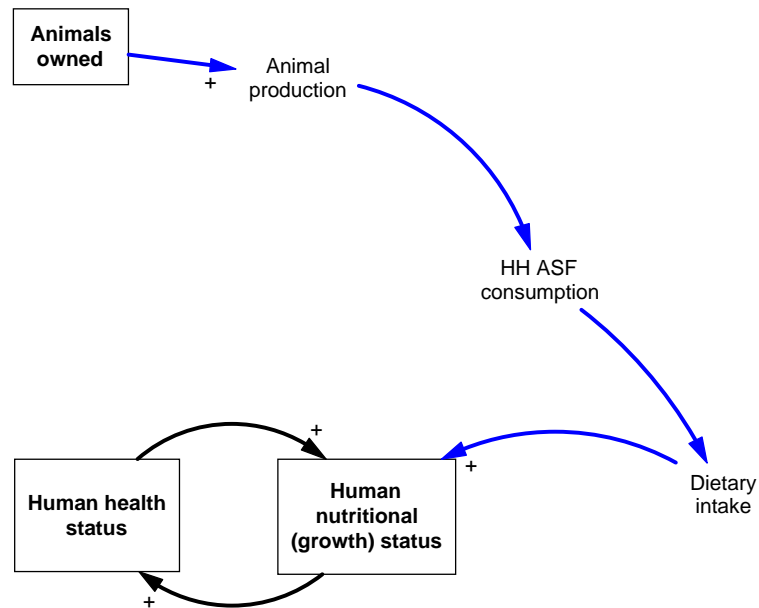 Animals
owned
+
Animal
production
HH ASF
consumption
+
+
Dietary
intake
Human health
status
Human
nutritional
(growth) status
+